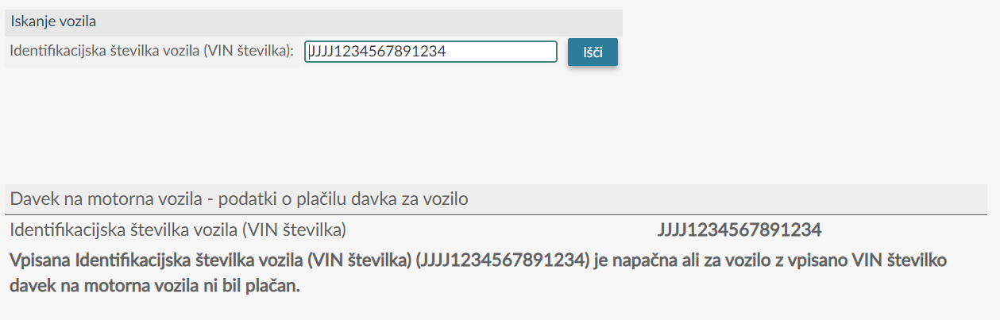 Iskanje vozila
Identifikacijska številka vozila (VIN številka): JJJJ1234567891234 Išči
Davek na motorna vozila - podatki o plačilu davka za vozilo
Identifikacijska številka vozila (VIN številka) JJJJ1234567891234
Vpisana Identifikacijska številka vozila (VIN številka) (JJJJ1234567891234) je napačna ali za vozilo z vpisano VIN številko
davek na motorna vozila ni bil plačan.